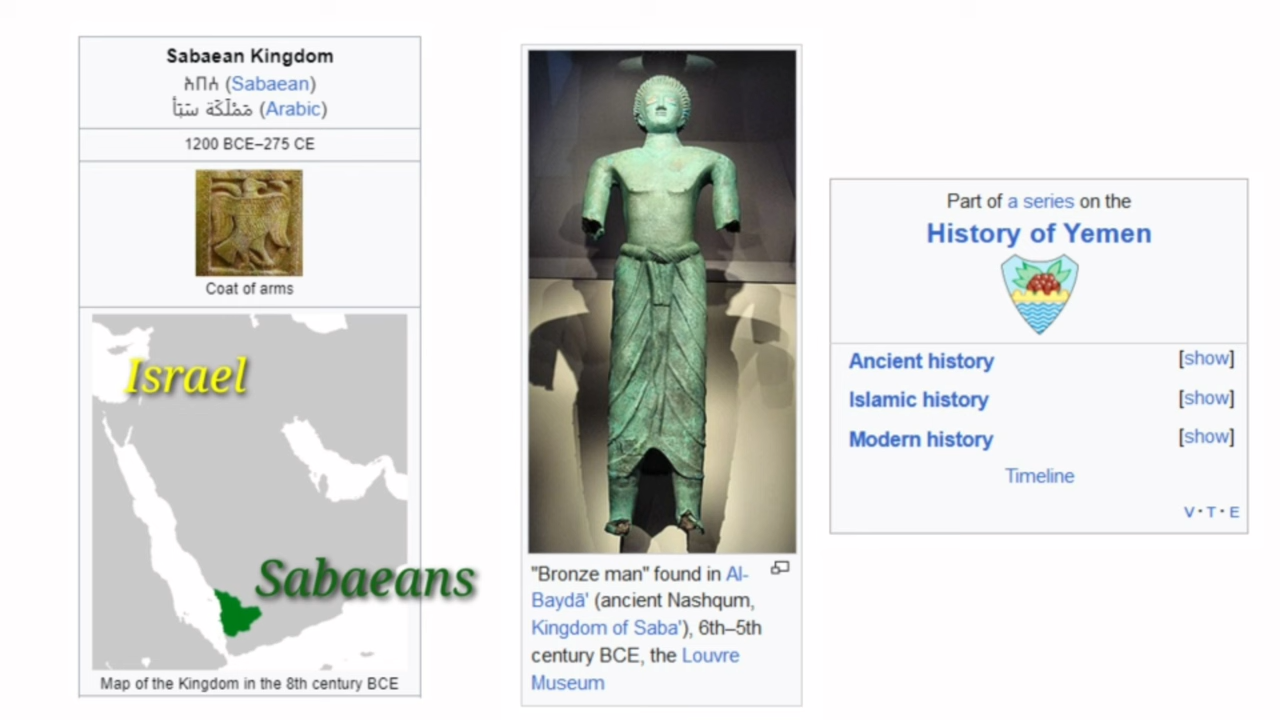 Sabaean Kingdom
𐩪𐩨𐩱 (Sabaean)
مَمْلَكَة سَبَأ (Arabic)
1200 BCE–275 CE
Coat of arms
Israel
Sabaeans
Map of the Kingdom in the 8th century BCE
"Bronze man" found in Al-
Bayḍā' (ancient Nashqum,
Kingdom of Saba'), 6th–5th
century BCE, the Louvre
Museum
Part of a series on the
History of Yemen
Ancient history [show]
Islamic history [show]
Modern history [show]
Timeline
V · T · E